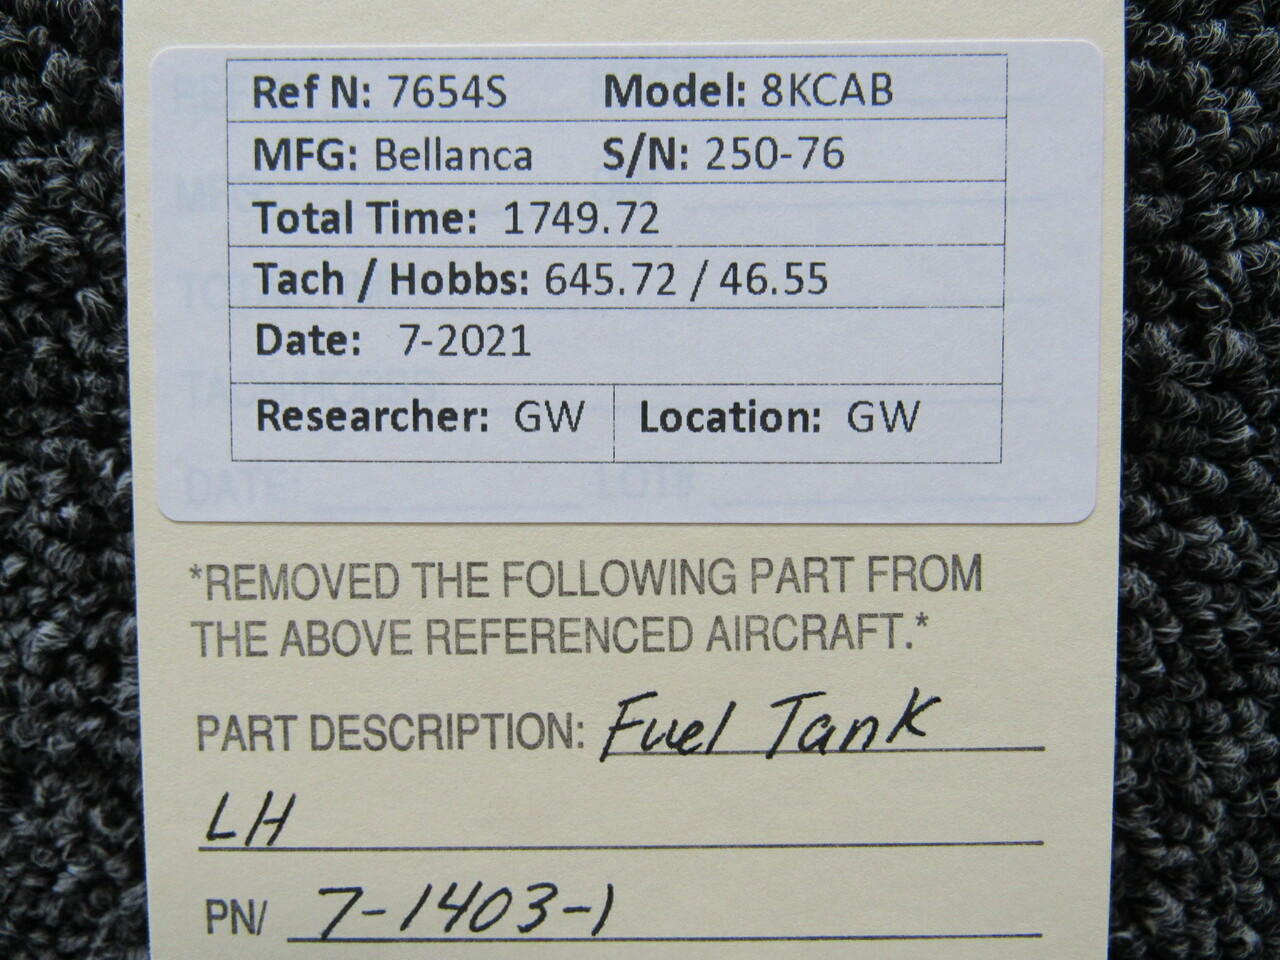 Ref N: 7654S Model: 8KCAB
MFG: Bellanca S/N: 250-76
Total Time: 1749.72
Tach / Hobbs: 645.72 / 46.55
Date: 7-2021
Researcher: GW Location: GW
DATE: LOT#
*REMOVED THE FOLLOWING PART FROM
THE ABOVE REFERENCED AIRCRAFT.*
PART DESCRIPTION: Fuel Tank
LH
PN/ 7-1403-1